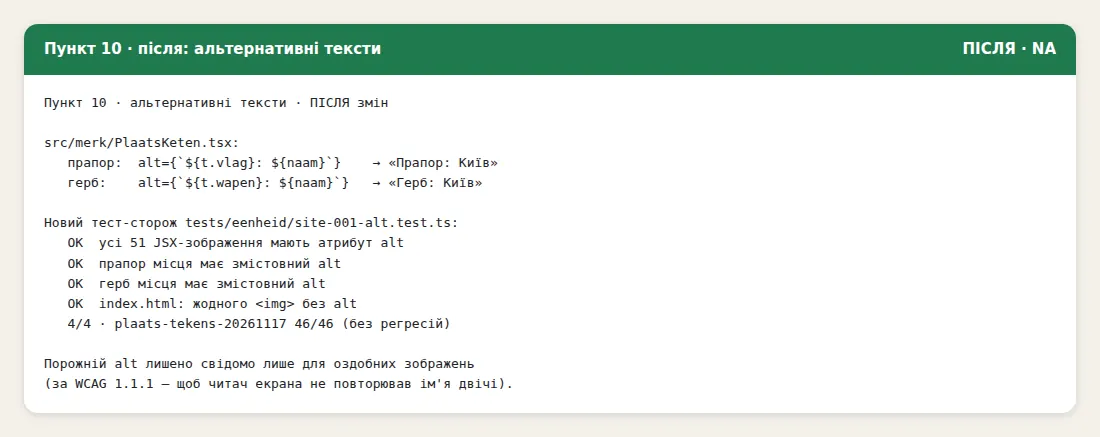 Пункт 10 · після: альтернативні тексти
ПІСЛЯ · NA
Пункт 10 · альтернативні тексти · ПІСЛЯ змін
src/merk/PlaatsKeten.tsx:
прапор: alt={`${t.vlag}: ${naam}`} → «Прапор: Київ»
герб: alt={`${t.wapen}: ${naam}`} → «Герб: Київ»
Новий тест-сторож tests/eenheid/site-001-alt.test.ts:
OK усі 51 JSX-зображення мають атрибут alt
OK прапор місця має змістовний alt
OK герб місця має змістовний alt
OK index.html: жодного <img> без alt
4/4 · plaats-tekens-20261117 46/46 (без регресій)
Порожній alt лишено свідомо лише для оздобних зображень
(за WCAG 1.1.1 — щоб читач екрана не повторював ім'я двічі).